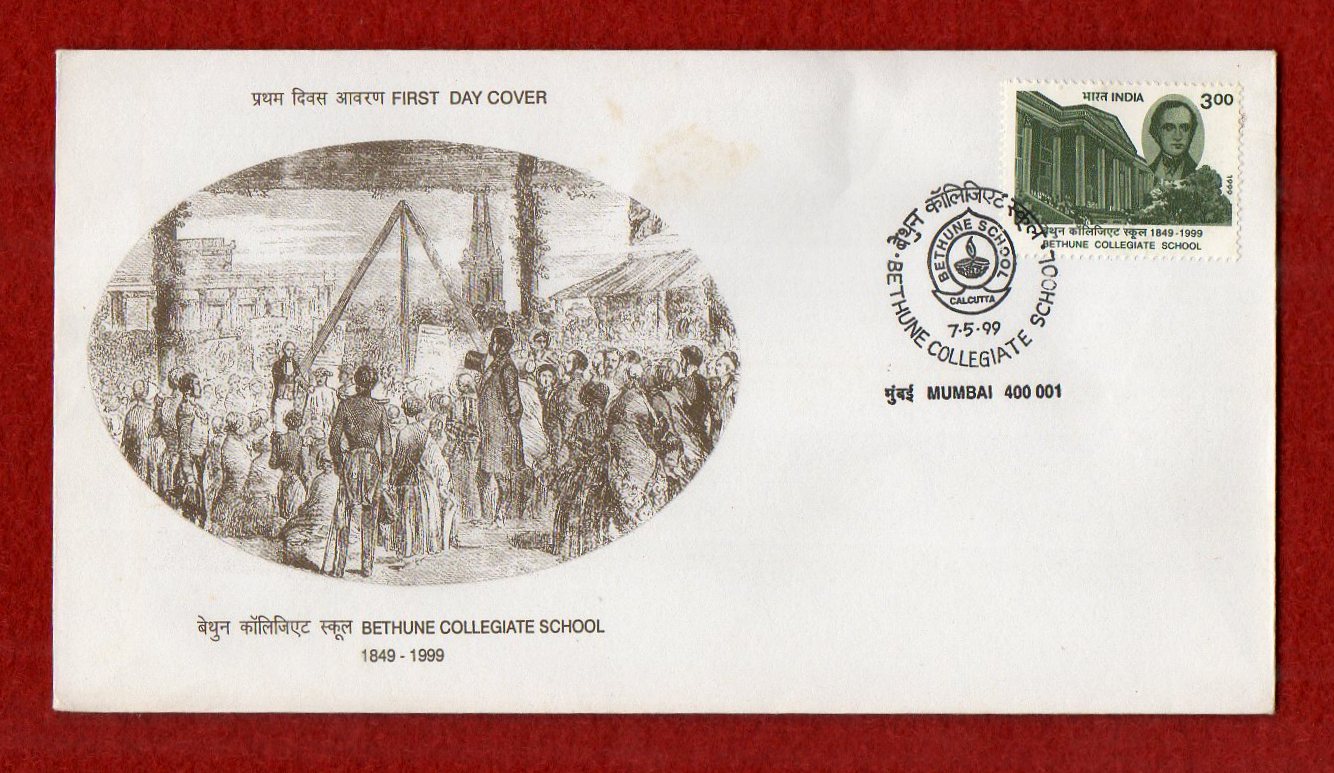 प्रथम दिवस आवरण FIRST DAY COVER
भारत INDIA
3.00
1999
बेथुन कॉलिजिएट स्कूल 1849-1999
BETHUNE COLLEGIATE SCHOOL
बेथुन कॉलिजिएट स्कूल
BETHUNE SCHOOL
CALCUTTA
7·5·99
BETHUNE COLLEGIATE SCHOOL
मुंबई MUMBAI 400 001
बेथुन कॉलिजिएट स्कूल BETHUNE COLLEGIATE SCHOOL
1849 - 1999